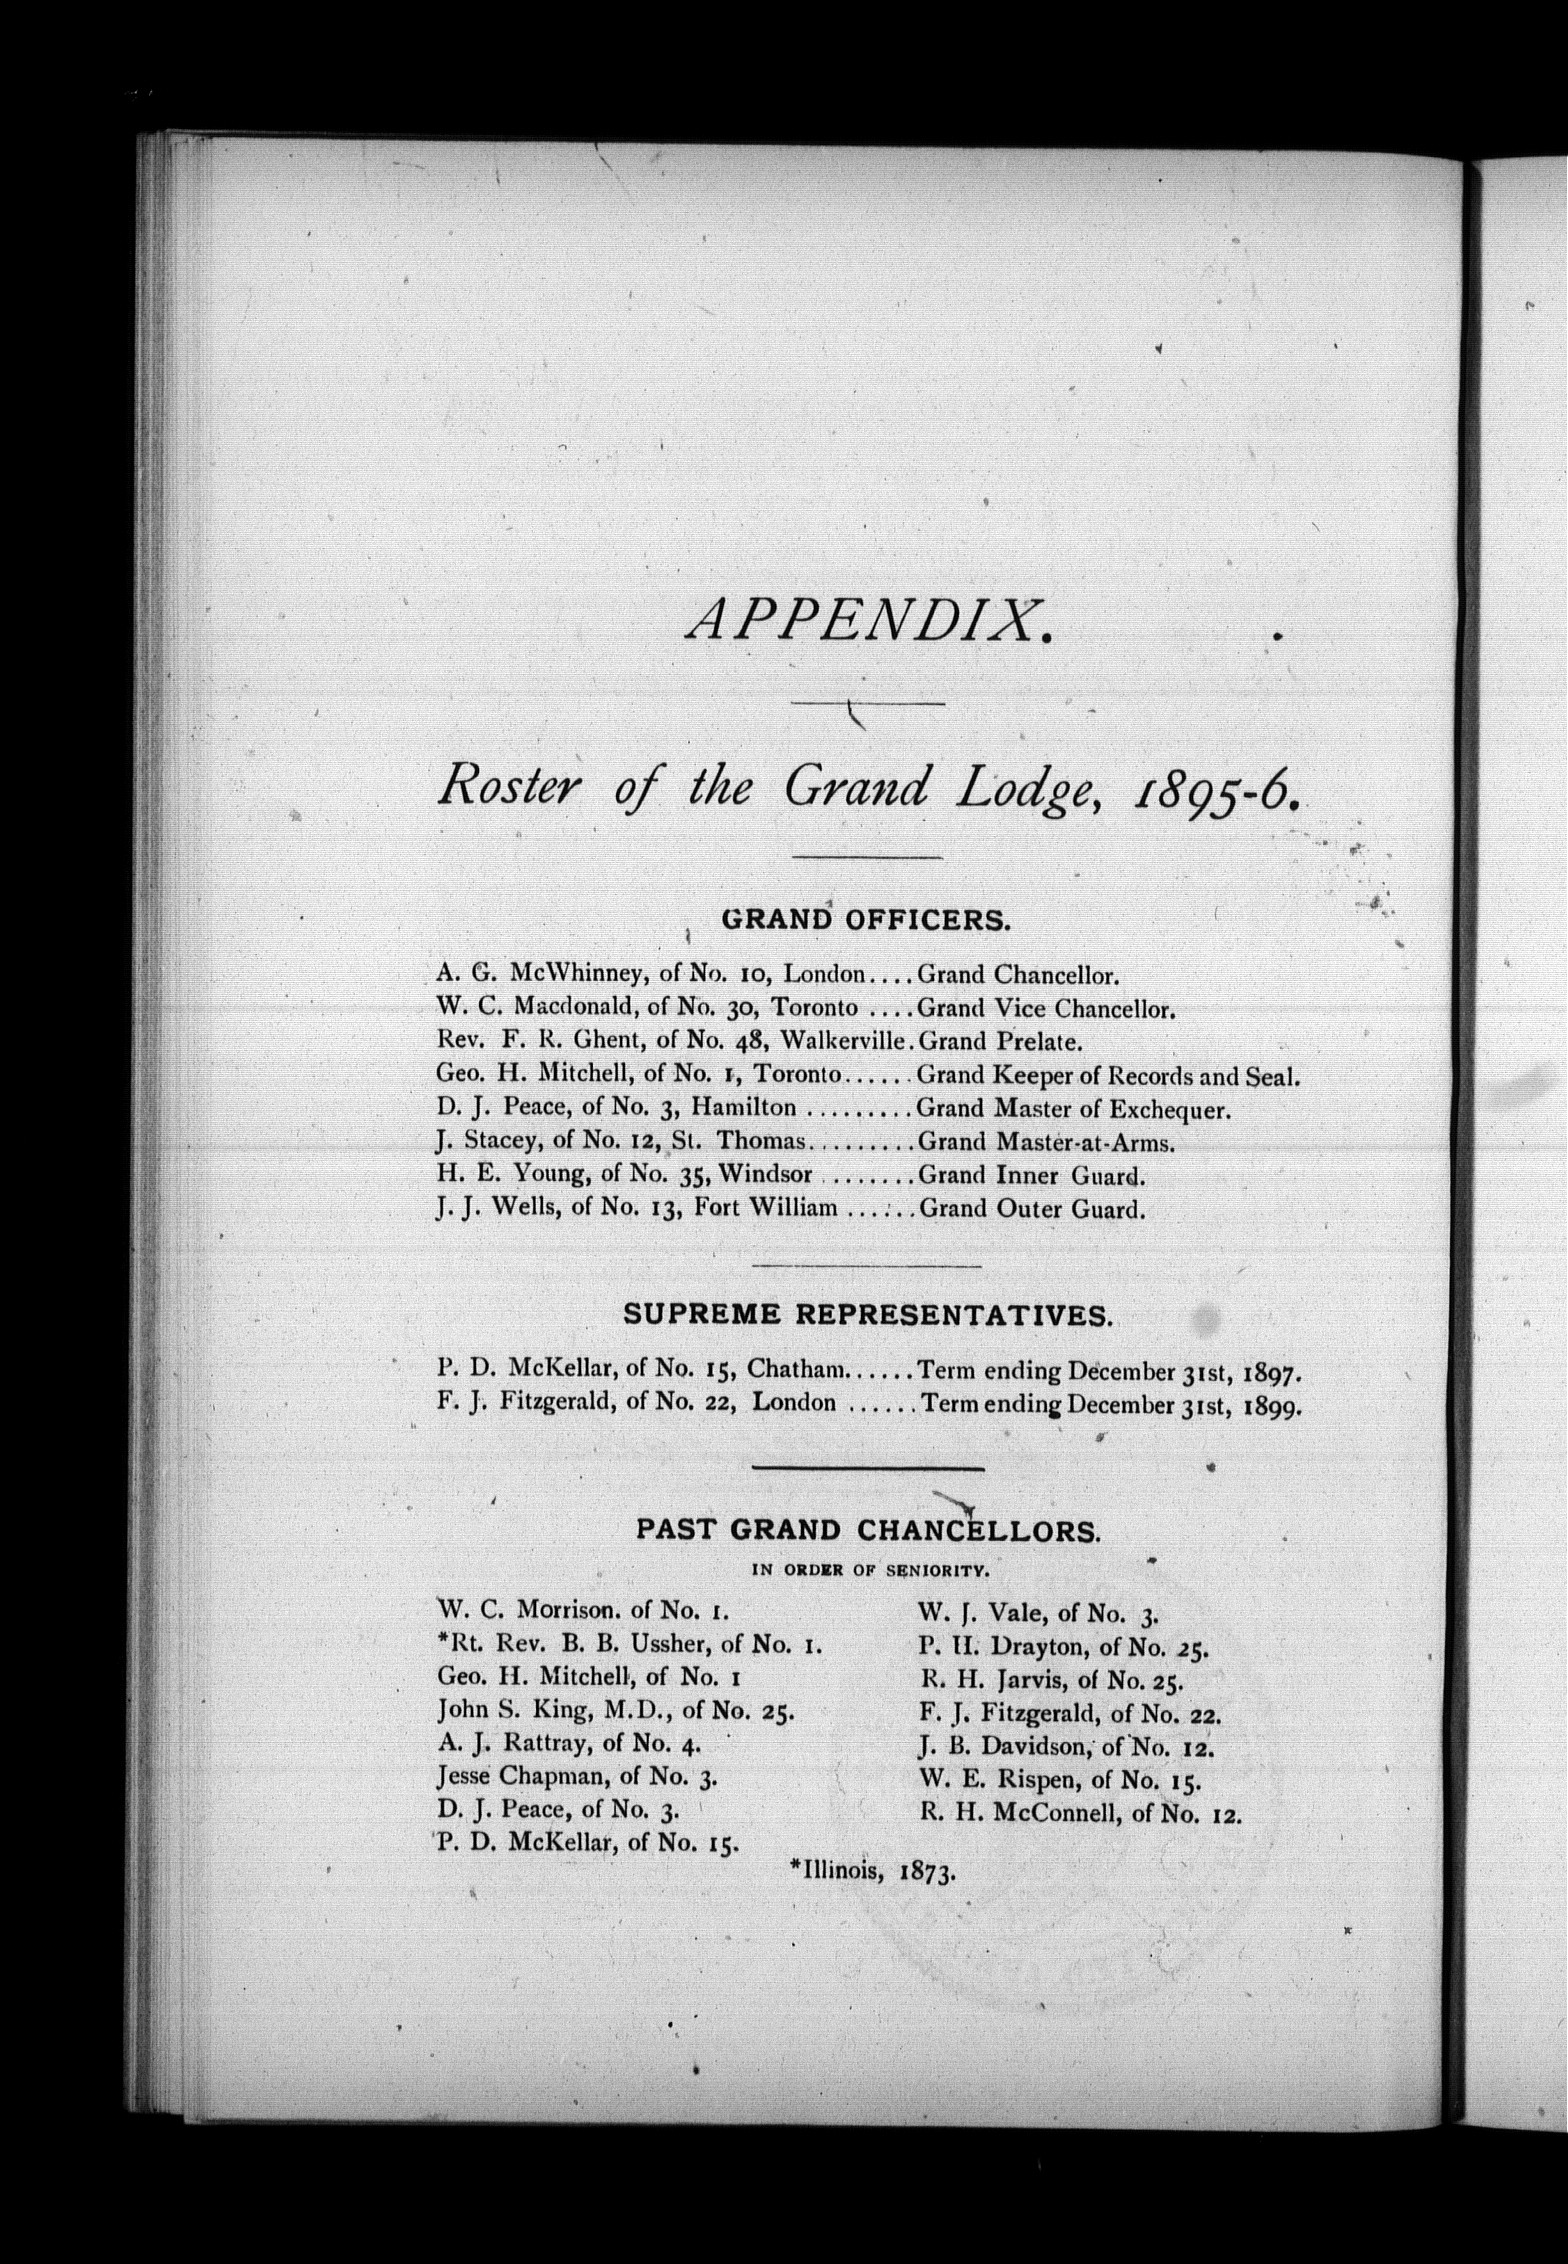 APPENDIX.
Roster of the Grand Lodge, 1895-6.
GRAND OFFICERS.
A. G. McWhinney, of No. 10, London....Grand Chancellor.
W. C. Macdonald, of No. 30, Toronto ....Grand Vice Chancellor.
Rev. F. R. Ghent, of No. 48, Walkerville.Grand Prelate.
Geo. H. Mitchell, of No. 1, Toronto......Grand Keeper of Records and Seal.
D. J. Peace, of No. 3, Hamilton .........Grand Master of Exchequer.
J. Stacey, of No. 12, St. Thomas.........Grand Master-at-Arms.
H. E. Young, of No. 35, Windsor ........Grand Inner Guard.
J. J. Wells, of No. 13, Fort William ......Grand Outer Guard.
SUPREME REPRESENTATIVES.
P. D. McKellar, of No. 15, Chatham......Term ending December 31st, 1897.
F. J. Fitzgerald, of No. 22, London ......Term ending December 31st, 1899.
PAST GRAND CHANCELLORS.
IN ORDER OF SENIORITY.
W. C. Morrison. of No. 1.
*Rt. Rev. B. B. Ussher, of No. 1.
Geo. H. Mitchell, of No. 1
John S. King, M.D., of No. 25.
A. J. Rattray, of No. 4.
Jesse Chapman, of No. 3.
D. J. Peace, of No. 3.
P. D. McKellar, of No. 15.
W. J. Vale, of No. 3.
P. H. Drayton, of No. 25.
R. H. Jarvis, of No. 25.
F. J. Fitzgerald, of No. 22.
J. B. Davidson, of No. 12.
W. E. Rispen, of No. 15.
R. H. McConnell, of No. 12.
*Illinois, 1873.